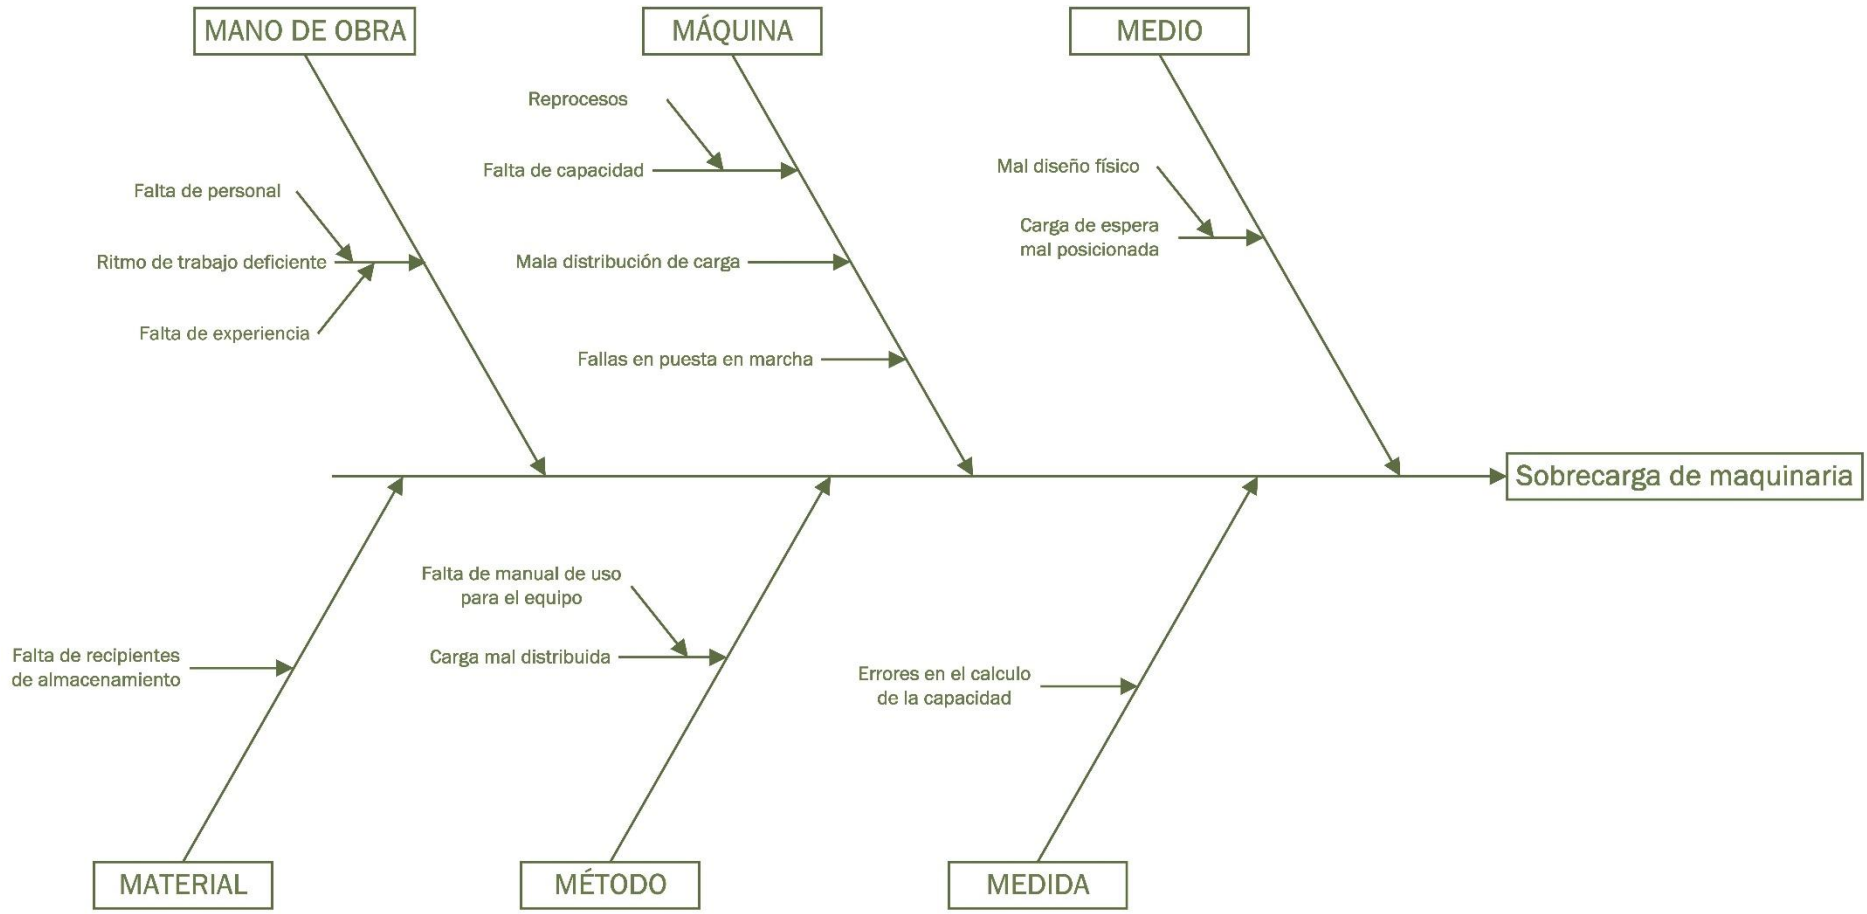 MANO DE OBRA
MÁQUINA
MEDIO
Reprocesos
Falta de capacidad
Mal diseño físico
Falta de personal
Carga de espera
mal posicionada
Ritmo de trabajo deficiente
Mala distribución de carga
Falta de experiencia
Fallas en puesta en marcha
Sobrecarga de maquinaria
Falta de manual de uso
para el equipo
Falta de recipientes
de almacenamiento
Carga mal distribuida
Errores en el calculo
de la capacidad
MATERIAL
MÉTODO
MEDIDA